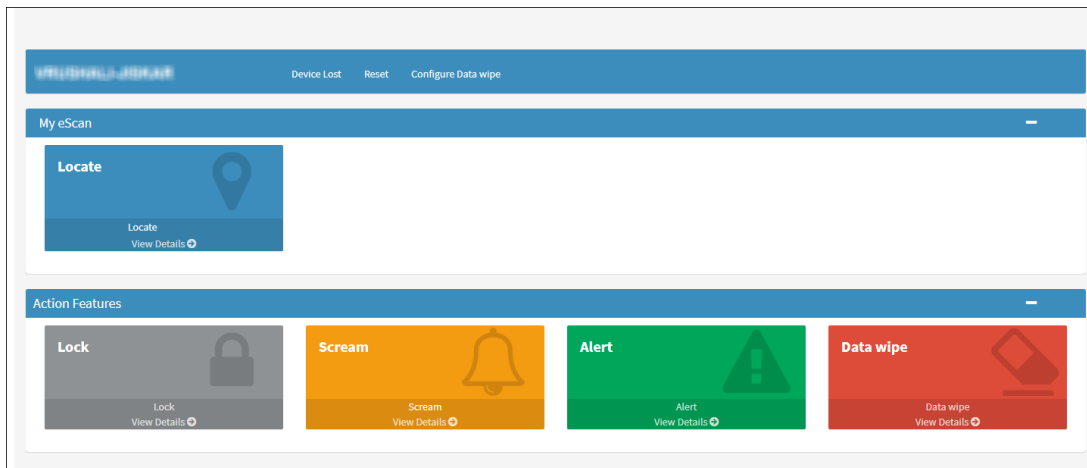 Device Lost Reset Configure Data wipe
My eScan
Locate
Locate
View Details
Action Features
Lock Scream Alert Data wipe
Lock Scream Alert Data wipe
View Details View Details View Details View Details